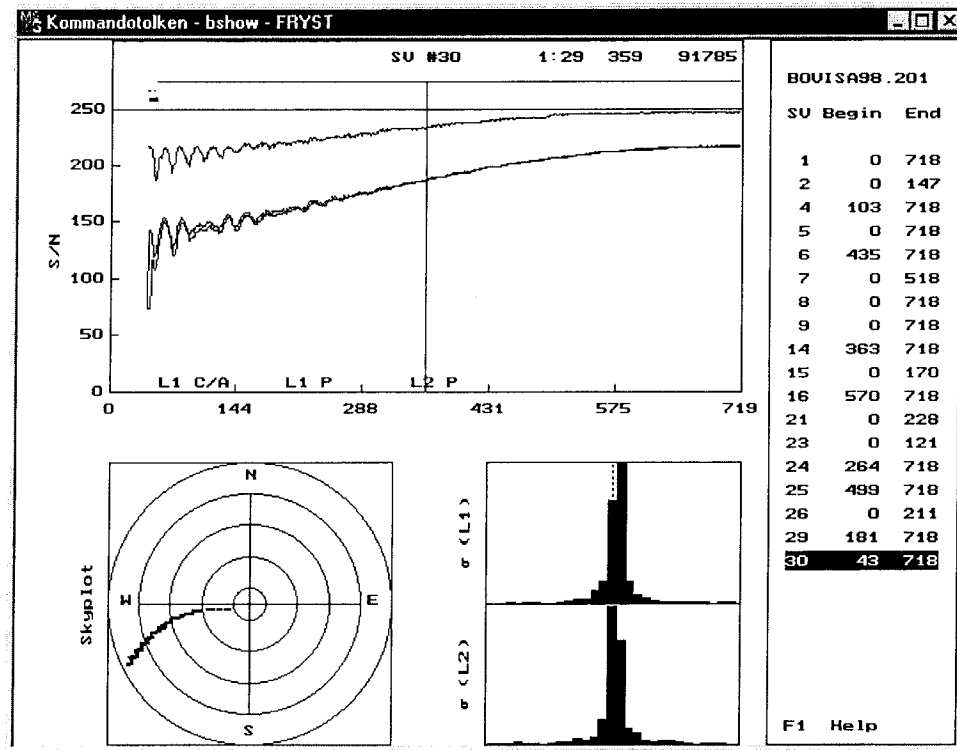 MS-DOS Kommandotolken - bshow - FRYST
SV #30 1:29 359 91785
S/N
250
200
150
100
50
0
L1 C/A L1 P L2 P
0 144 288 431 575 719
Skyplot
N
W E
S
σ (L1)
σ (L2)
BOVISA98.201
SV Begin End
1 0 718
2 0 147
4 103 718
5 0 718
6 435 718
7 0 518
8 0 718
9 0 718
14 363 718
15 0 170
16 570 718
21 0 228
23 0 121
24 264 718
25 499 718
26 0 211
29 181 718
30 43 718
F1 Help